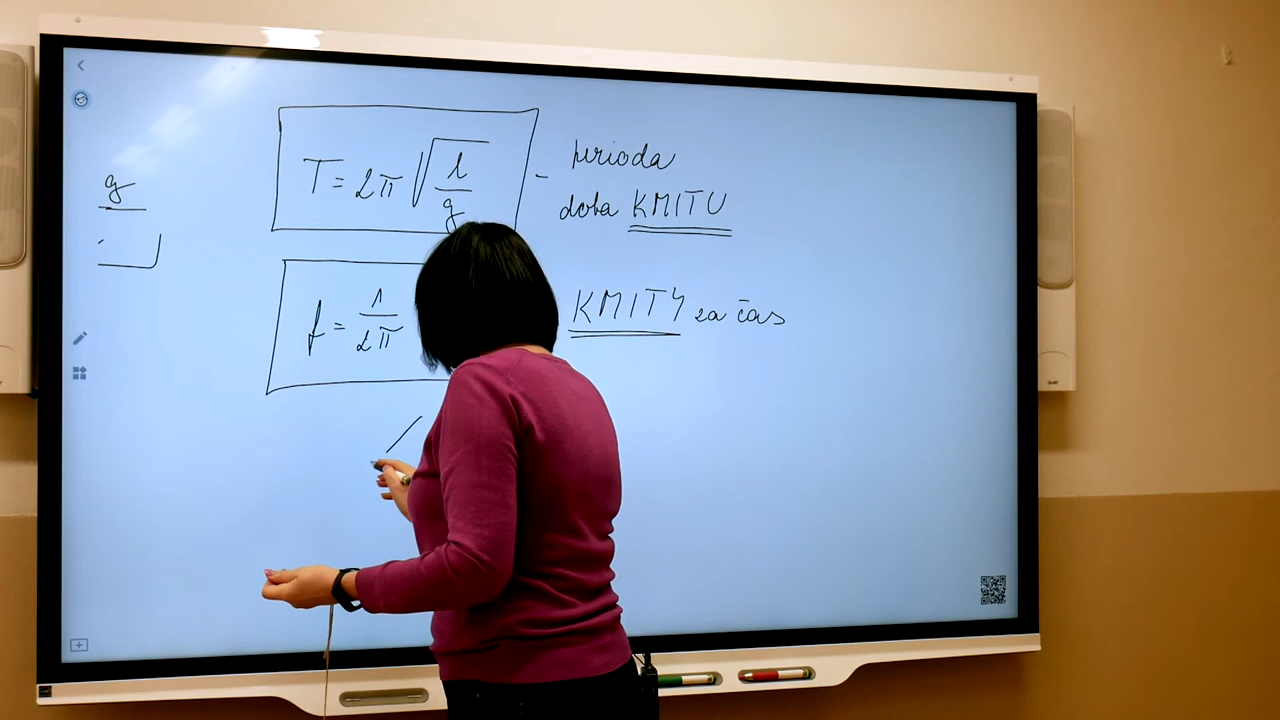 g
T = 2π √(l/g) - perioda
doba KMITU
f = 1/2π
KMITY za čas